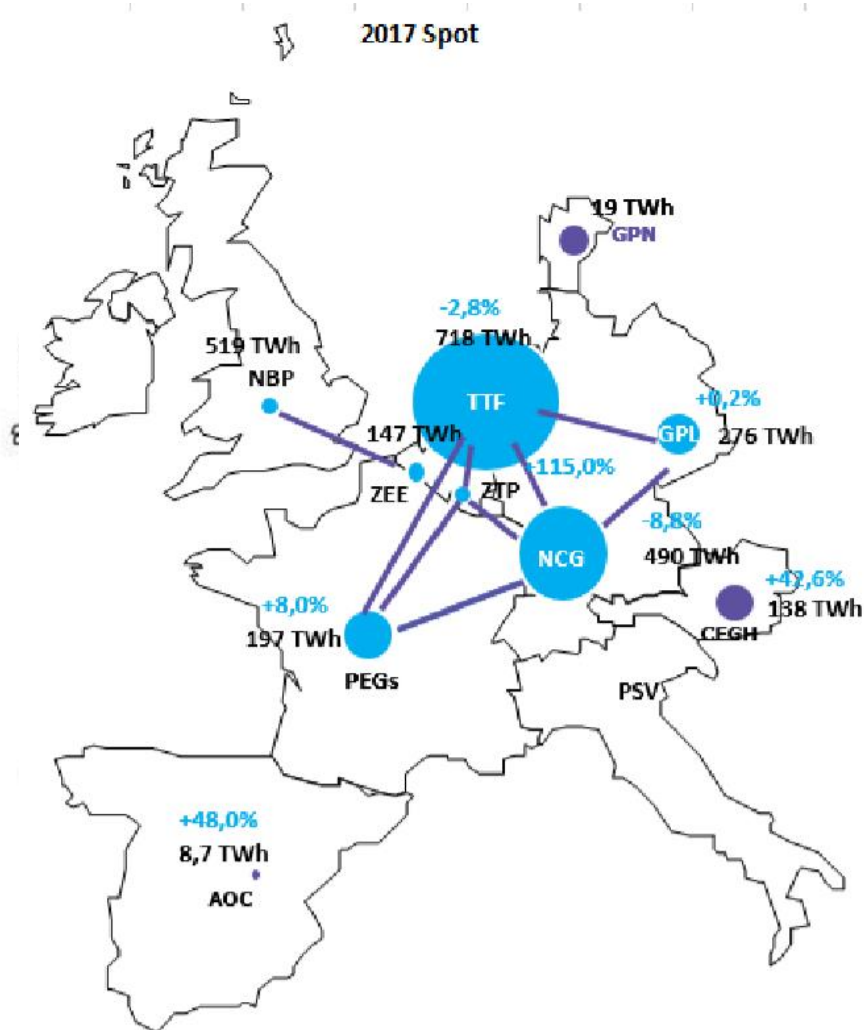 2017 Spot
19 TWh
GPN
-2,8%
718 TWh
519 TWh
NBP
TTF
+0,2%
GPL
276 TWh
147 TWh
+115,0%
ZEE
ZTP
-8,8%
490 TWh
NCG
+42,6%
138 TWh
CEGH
+8,0%
197 TWh
PEGs
PSV
+48,0%
8,7 TWh
AOC